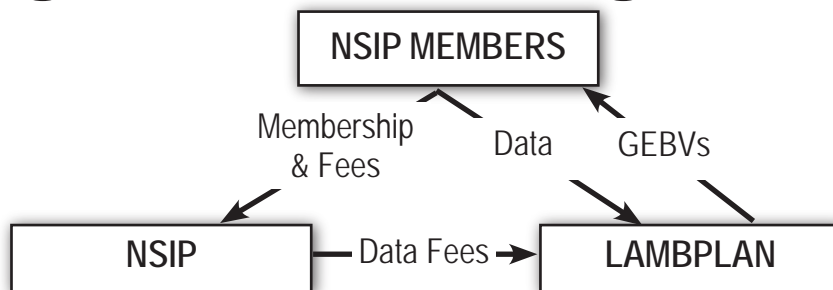 NSIP MEMBERS
Membership
& Fees
Data
GEBVs
NSIP
Data Fees
LAMBPLAN